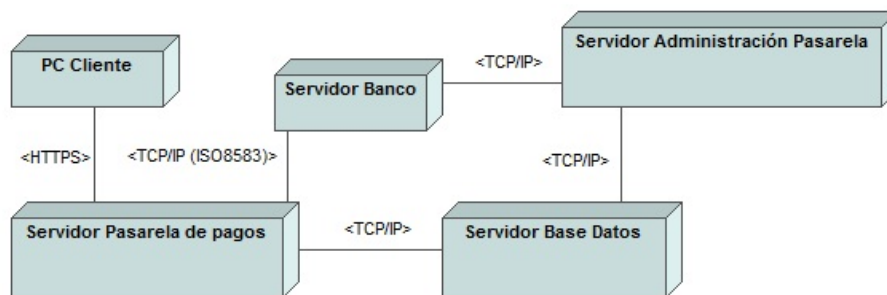 Servidor Administración Pasarela
PC Cliente
<TCP/IP>
Servidor Banco
<HTTPS>
<TCP/IP (ISO8583)>
<TCP/IP>
Servidor Pasarela de pagos
<TCP/IP>
Servidor Base Datos